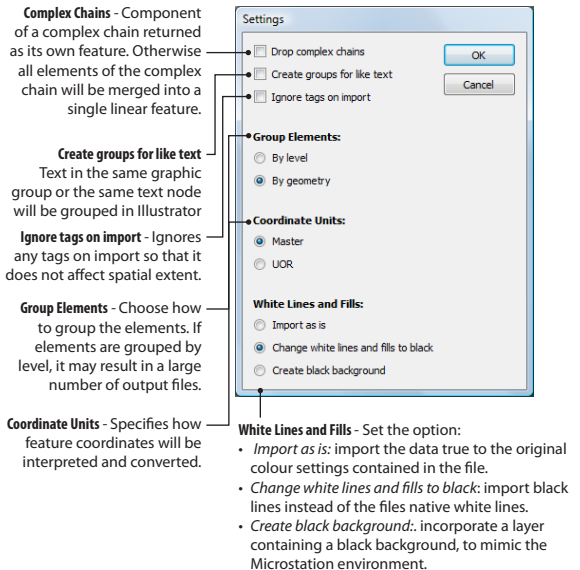 Complex Chains - Component
of a complex chain returned
as its own feature. Otherwise
all elements of the complex
chain will be merged into a
single linear feature.
Create groups for like text
Text in the same graphic
group or the same text node
will be grouped in Illustrator
Ignore tags on import - Ignores
any tags on import so that it
does not affect spatial extent.
Group Elements - Choose how
to group the elements. If
elements are grouped by
level, it may result in a large
number of output files.
Coordinate Units - Specifies how
feature coordinates will be
interpreted and converted.
Settings
Drop complex chains
Create groups for like text
Ignore tags on import
OK
Cancel
Group Elements:
By level
By geometry
Coordinate Units:
Master
UOR
White Lines and Fills:
Import as is
Change white lines and fills to black
Create black background
White Lines and Fills - Set the option:
• Import as is: import the data true to the original
colour settings contained in the file.
• Change white lines and fills to black: import black
lines instead of the files native white lines.
• Create black background:. incorporate a layer
containing a black background, to mimic the
Microstation environment.